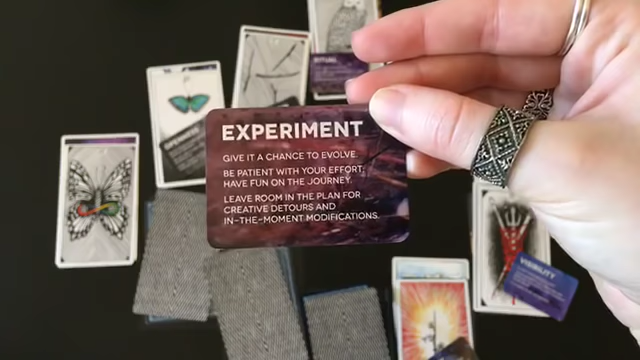 RITUAL
EXPERIMENT
GIVE IT A CHANCE TO EVOLVE.
BE PATIENT WITH YOUR EFFORT,
HAVE FUN ON THE JOURNEY.
LEAVE ROOM IN THE PLAN FOR
CREATIVE DETOURS AND
IN-THE-MOMENT MODIFICATIONS.
VISIBILITY